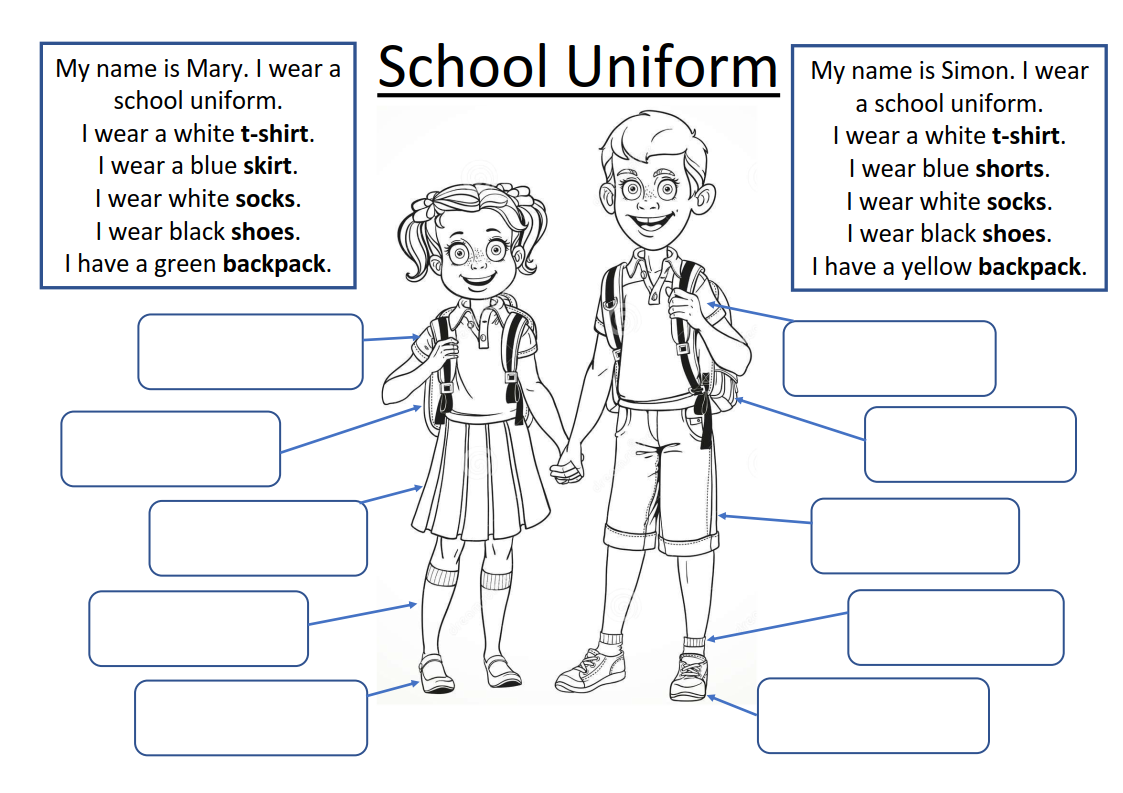 School Uniform
My name is Mary. I wear a
school uniform.
I wear a white t-shirt.
I wear a blue skirt.
I wear white socks.
I wear black shoes.
I have a green backpack.
My name is Simon. I wear
a school uniform.
I wear a white t-shirt.
I wear blue shorts.
I wear white socks.
I wear black shoes.
I have a yellow backpack.